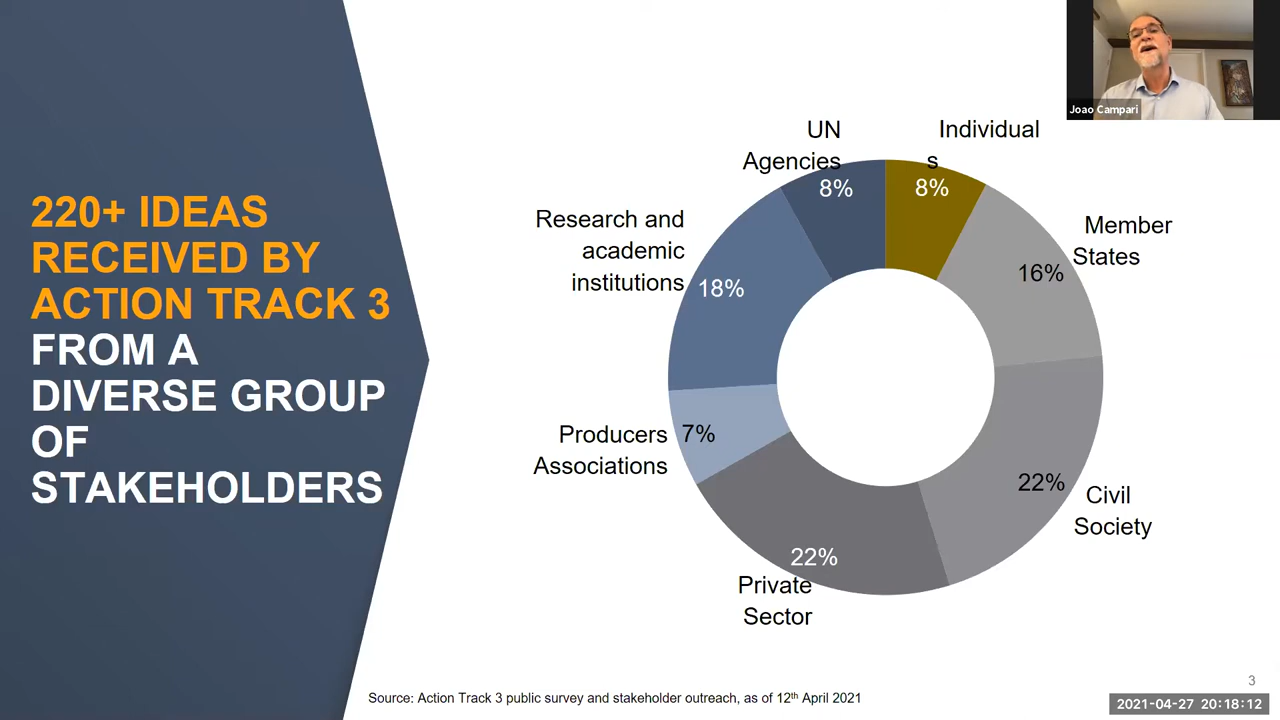 220+ IDEAS
RECEIVED BY
ACTION TRACK 3
FROM A
DIVERSE GROUP
OF
STAKEHOLDERS
UN
Agencies
8%
Individual
s
8%
Member
States
16%
Research and
academic
institutions
18%
Producers
Associations
7%
22%
Civil
Society
22%
Private
Sector
Source: Action Track 3 public survey and stakeholder outreach, as of 12th April 2021
3
2021-04-27 20:18:12
Joao Campari